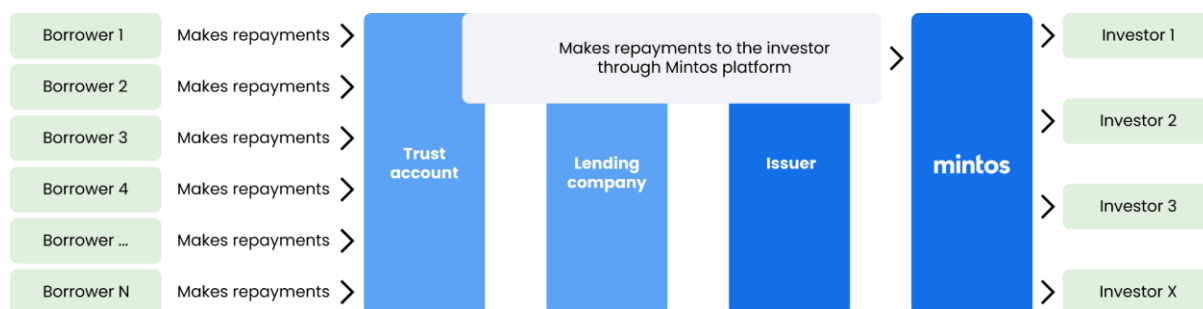 Borrower 1 Makes repayments
Borrower 2 Makes repayments
Borrower 3 Makes repayments
Borrower 4 Makes repayments
Borrower ... Makes repayments
Borrower N Makes repayments
Trust
account
Makes repayments to the investor
through Mintos platform
Lending
company
Issuer
mintos
Investor 1
Investor 2
Investor 3
Investor X